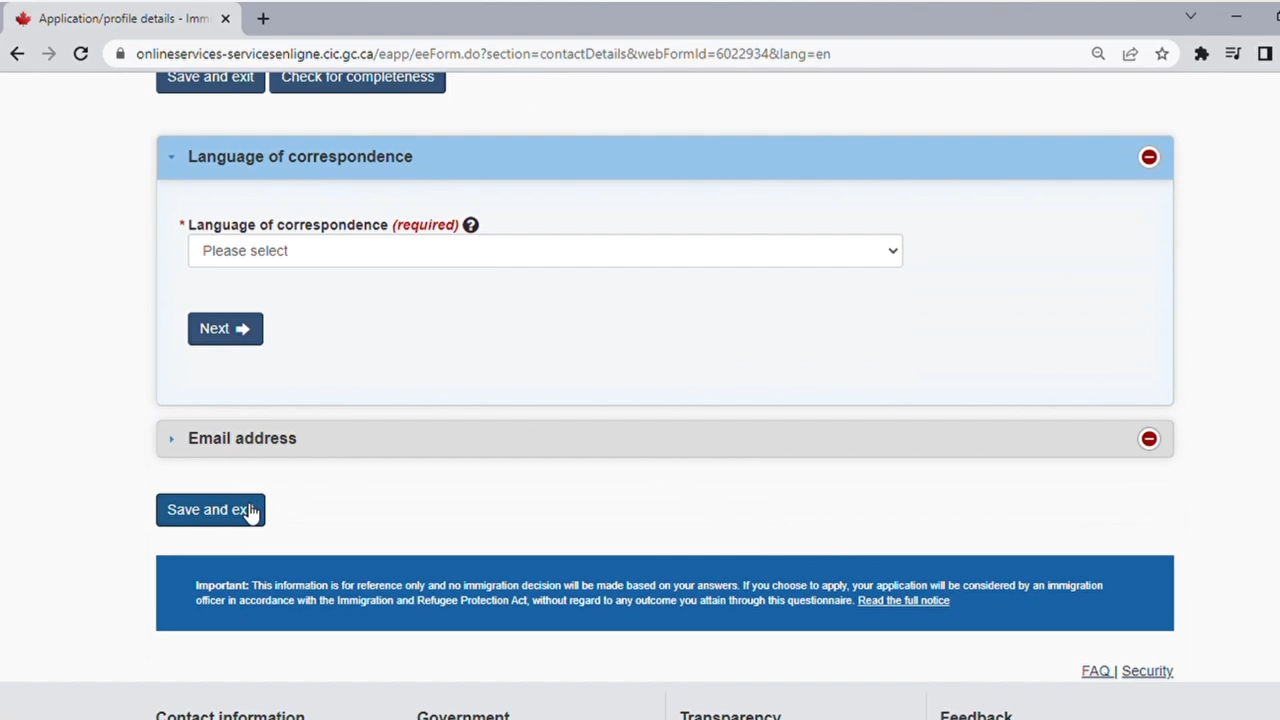 Application/profile details - Imm
onlineservices-servicesenligne.cic.gc.ca/eapp/eeForm.do?section=contactDetails&webFormId=6022934&lang=en
Save and exit
Check for completeness
Language of correspondence
* Language of correspondence (required)
Please select
Next
Email address
Save and exit
Important: This information is for reference only and no immigration decision will be made based on your answers. If you choose to apply, your application will be considered by an immigration
officer in accordance with the Immigration and Refugee Protection Act, without regard to any outcome you attain through this questionnaire. Read the full notice
FAQ | Security
Contact information
Government
Transparency
Feedback